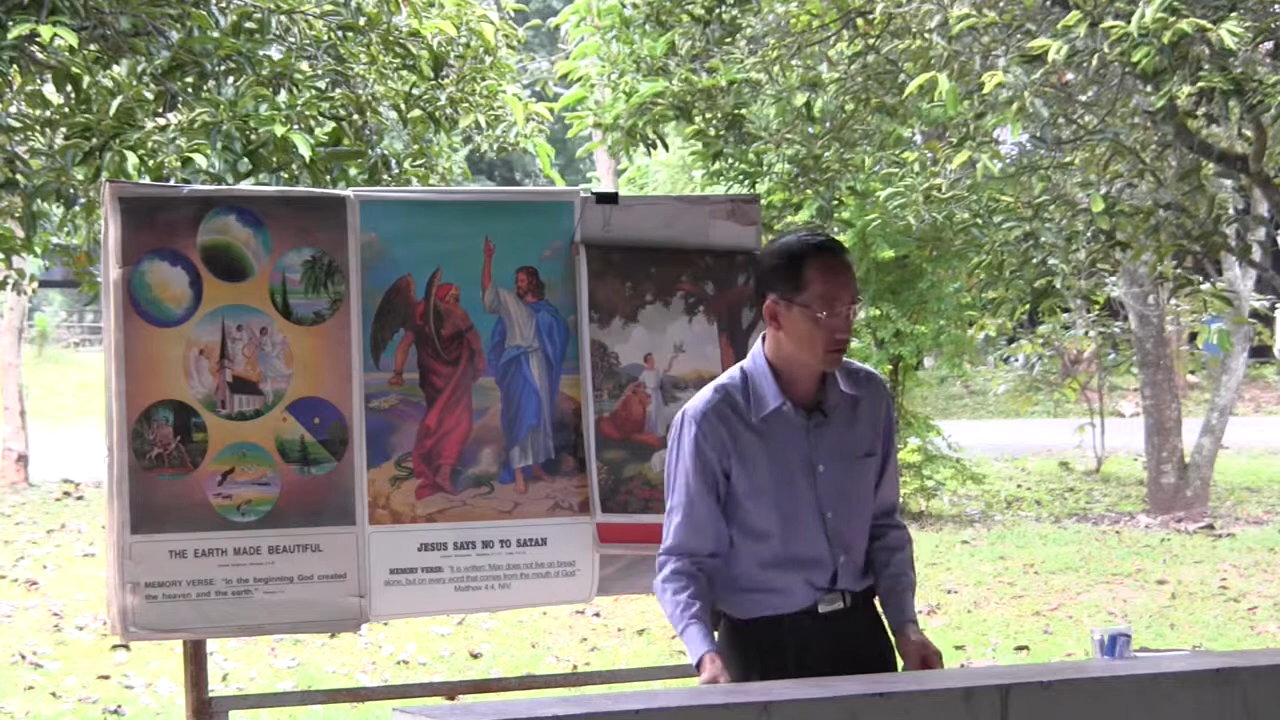 THE EARTH MADE BEAUTIFUL
MEMORY VERSE: "In the beginning God created
the heaven and the earth."
JESUS SAYS NO TO SATAN
MEMORY VERSE: "It is written: 'Man does not live on bread
alone, but on every word that comes from the mouth of God.'"
Matthew 4:4, NIV.